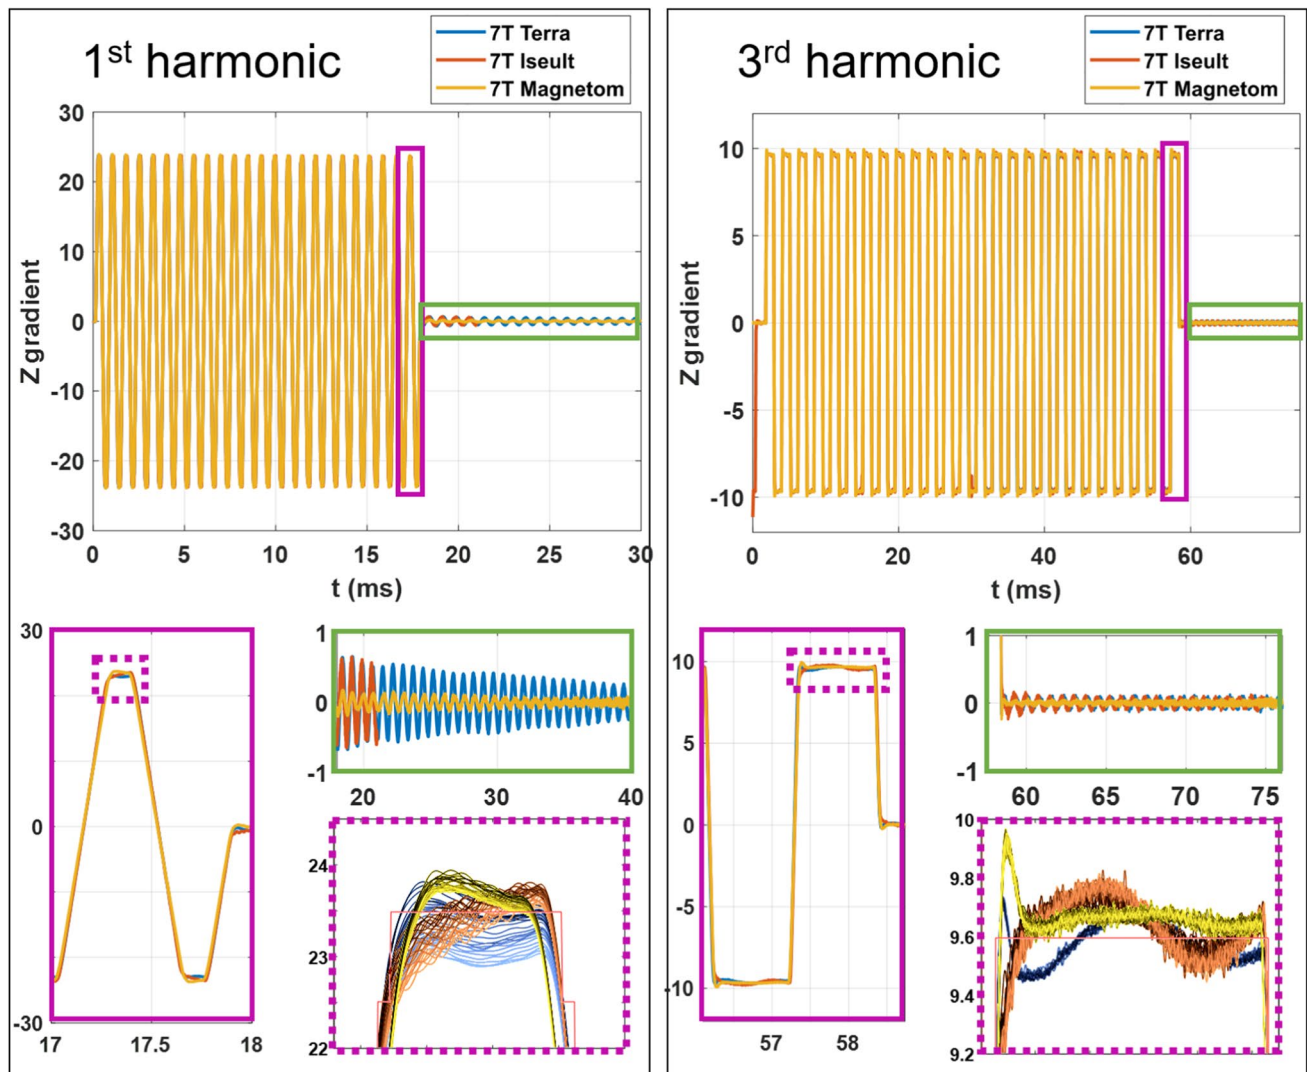 1st harmonic
7T Terra
7T Iseult
7T Magnetom
30
20
10
0
-10
-20
-30
Z gradient
0 5 10 15 20 25 30
t (ms)
30
0
-30
17 17.5 18
1
0
-1
20 30 40
24
23
22
3rd harmonic
7T Terra
7T Iseult
7T Magnetom
10
5
0
-5
-10
Z gradient
0 20 40 60
t (ms)
10
5
0
-5
-10
57 58
1
0
-1
60 65 70 75
10
9.8
9.6
9.4
9.2